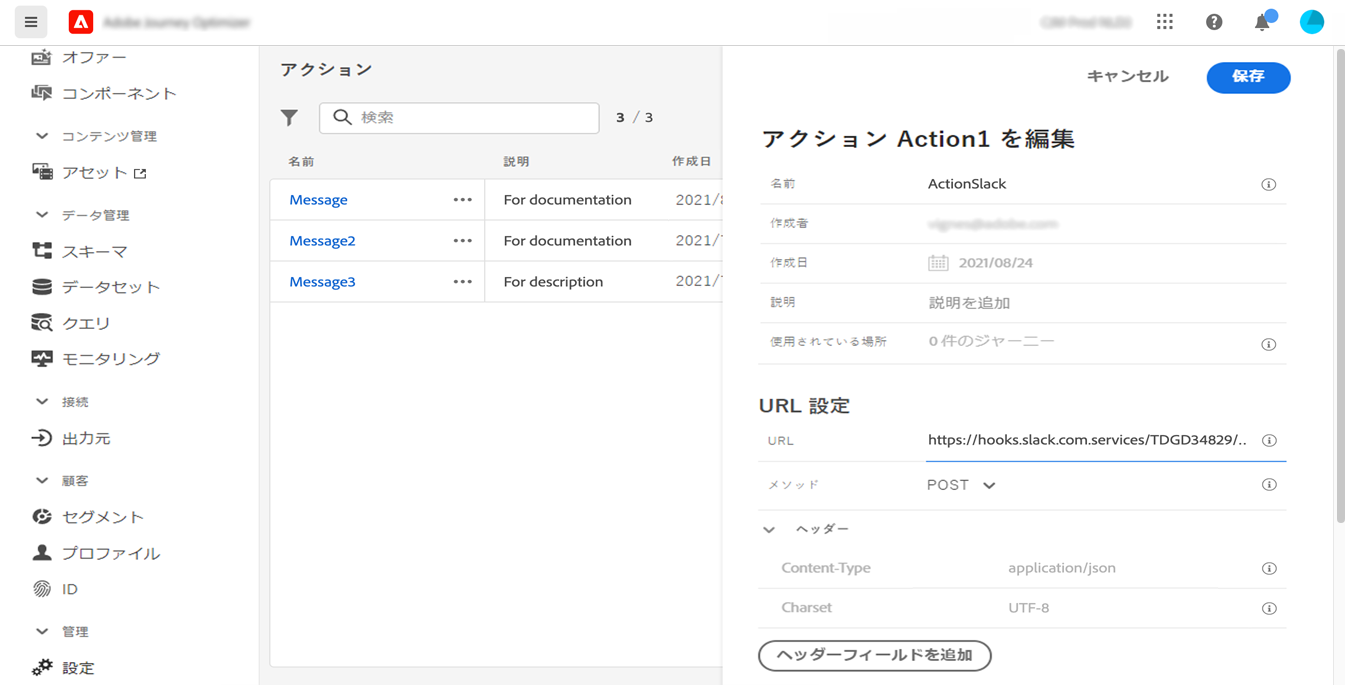 Adobe Journey Optimizer
オファー
コンポーネント
コンテンツ管理
アセット
データ管理
スキーマ
データセット
クエリ
モニタリング
接続
出力元
顧客
セグメント
プロファイル
ID
管理
設定
アクション
検索
3 / 3
名前 説明 作成日
Message ••• For documentation 2021/8
Message2 ••• For documentation 2021/7
Message3 ••• For description 2021/7
キャンセル 保存
アクション Action1 を編集
名前 ActionSlack
作成者
作成日 2021/08/24
説明 説明を追加
使用されている場所 0 件のジャーニー
URL 設定
URL https://hooks.slack.com.services/TDGD34829/..
メソッド POST
ヘッダー
Content-Type application/json
Charset UTF-8
ヘッダーフィールドを追加